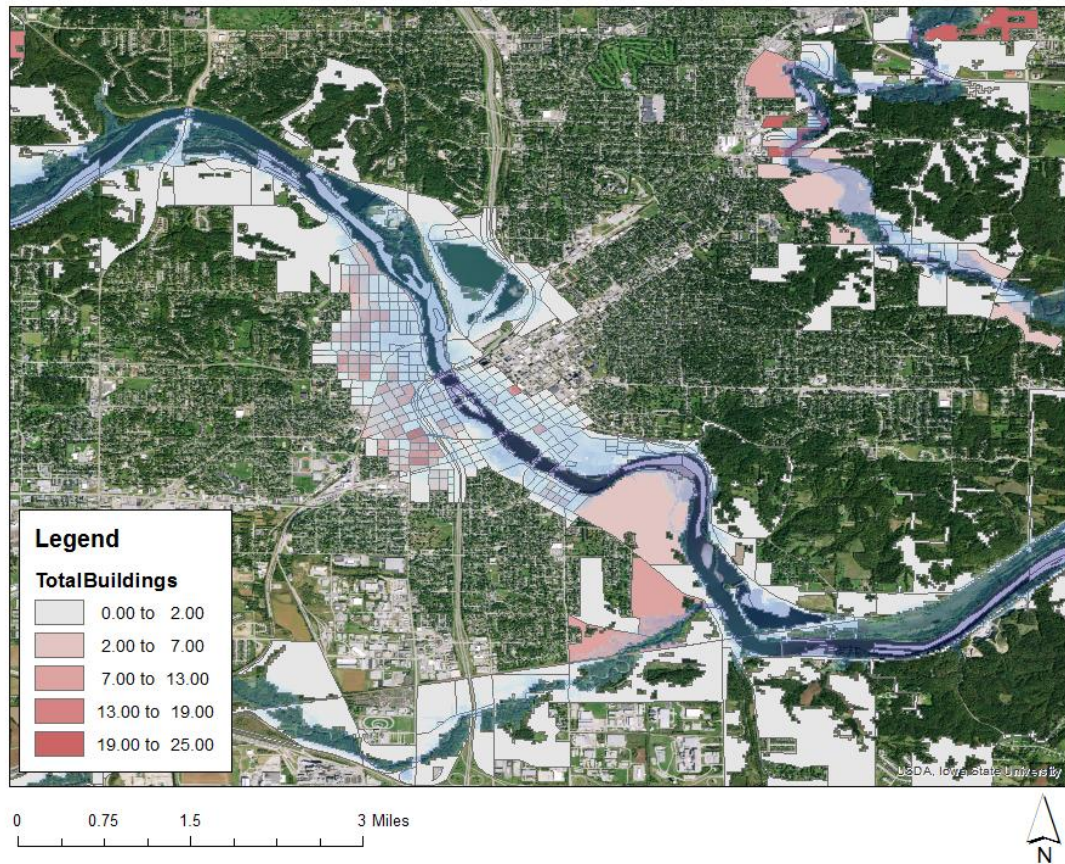 Legend
TotalBuildings
0.00 to 2.00
2.00 to 7.00
7.00 to 13.00
13.00 to 19.00
19.00 to 25.00
USDA, Iowa State University
0 0.75 1.5 3 Miles
N